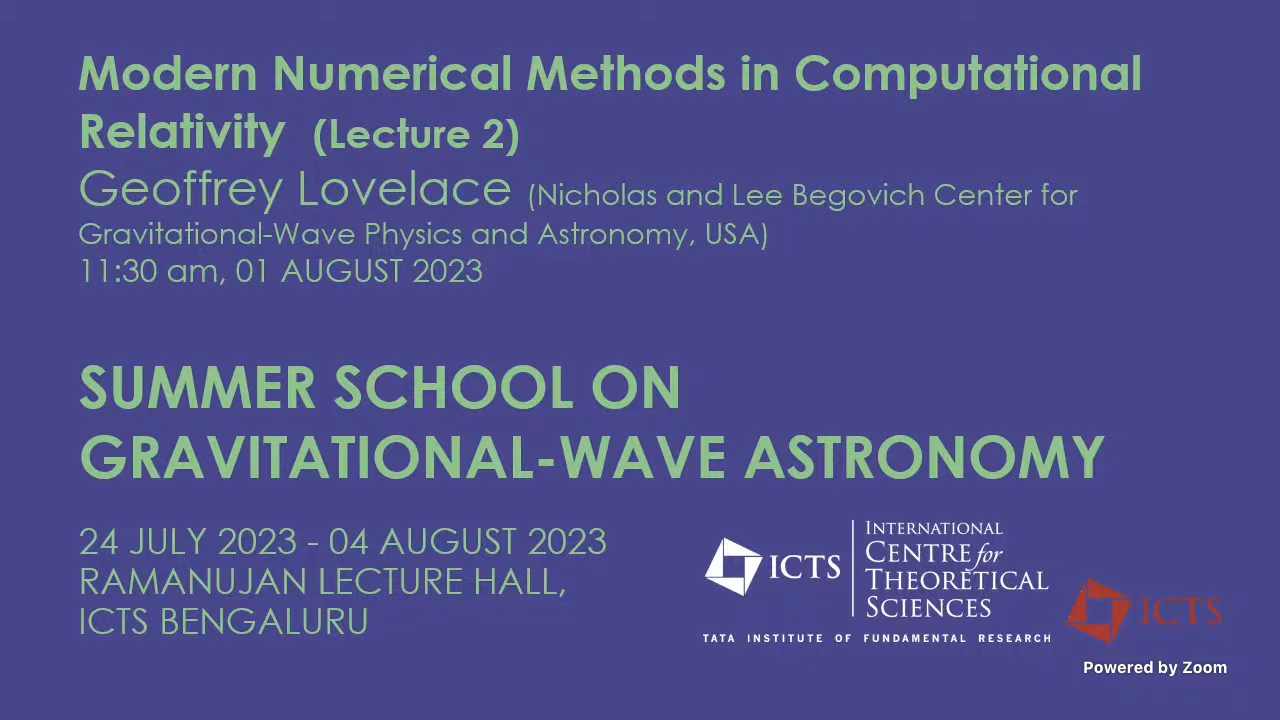 Modern Numerical Methods in Computational
Relativity (Lecture 2)
Geoffrey Lovelace (Nicholas and Lee Begovich Center for
Gravitational-Wave Physics and Astronomy, USA)
11:30 am, 01 AUGUST 2023
SUMMER SCHOOL ON
GRAVITATIONAL-WAVE ASTRONOMY
24 JULY 2023 - 04 AUGUST 2023
RAMANUJAN LECTURE HALL,
ICTS BENGALURU
ICTS
INTERNATIONAL
CENTRE for
THEORETICAL
SCIENCES
TATA INSTITUTE OF FUNDAMENTAL RESEARCH
ICTS
Powered by Zoom